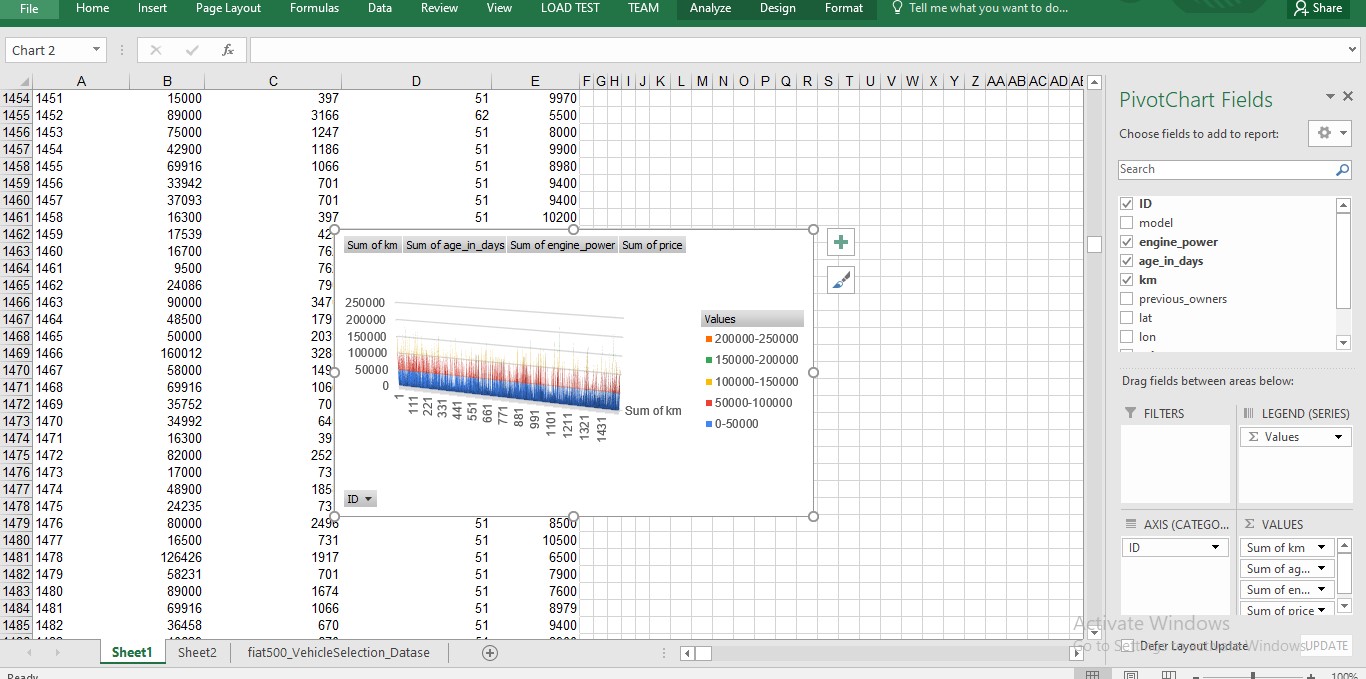 File Home Insert Page Layout Formulas Data Review View LOAD TEST TEAM Analyze Design Format Tell me what you want to do... Share
Chart 2 fx
A B C D E F G H I J K L M N O P Q R S T U V W X Y Z AA AB AC AD
1454 1451 15000 397 51 9970
1455 1452 89000 3166 62 5500
1456 1453 75000 1247 51 8000
1457 1454 42900 1186 51 9900
1458 1455 69916 1066 51 8980
1459 1456 33942 701 51 9400
1460 1457 37093 701 51 9400
1461 1458 16300 397 51 10200
1462 1459 17539 42
1463 1460 16700 76
1464 1461 9500 76
1465 1462 24086 79
1466 1463 90000 347
1467 1464 48500 179
1468 1465 50000 203
1469 1466 160012 328
1470 1467 58000 149
1471 1468 69916 106
1472 1469 35752 70
1473 1470 34992 64
1474 1471 16300 39
1475 1472 82000 252
1476 1473 17000 73
1477 1474 48900 185
1478 1475 24235 73
1479 1476 80000 2496 51 8500
1480 1477 16500 731 51 10500
1481 1478 126426 1917 51 6500
1482 1479 58231 701 51 7900
1483 1480 89000 1674 51 7600
1484 1481 69916 1066 51 8979
1485 1482 36458 670 51 9400
Sum of km Sum of age_in_days Sum of engine_power Sum of price
250000
200000
150000
100000
50000
0
1 111 221 331 441 551 661 771 881 991 1101 1211 1321 1431
Sum of km
Values
200000-250000
150000-200000
100000-150000
50000-100000
0-50000
ID
PivotChart Fields
Choose fields to add to report:
Search
ID
model
engine_power
age_in_days
km
previous_owners
lat
lon
Drag fields between areas below:
FILTERS
LEGEND (SERIES)
Σ Values
AXIS (CATEGO...
ID
Σ VALUES
Sum of km
Sum of ag...
Sum of en...
Sum of price
Activate Windows
Go to Settings to activate Windows.
Defer Layout Update UPDATE
Sheet1 Sheet2 fiat500_VehicleSelection_Datase
Ready 100%